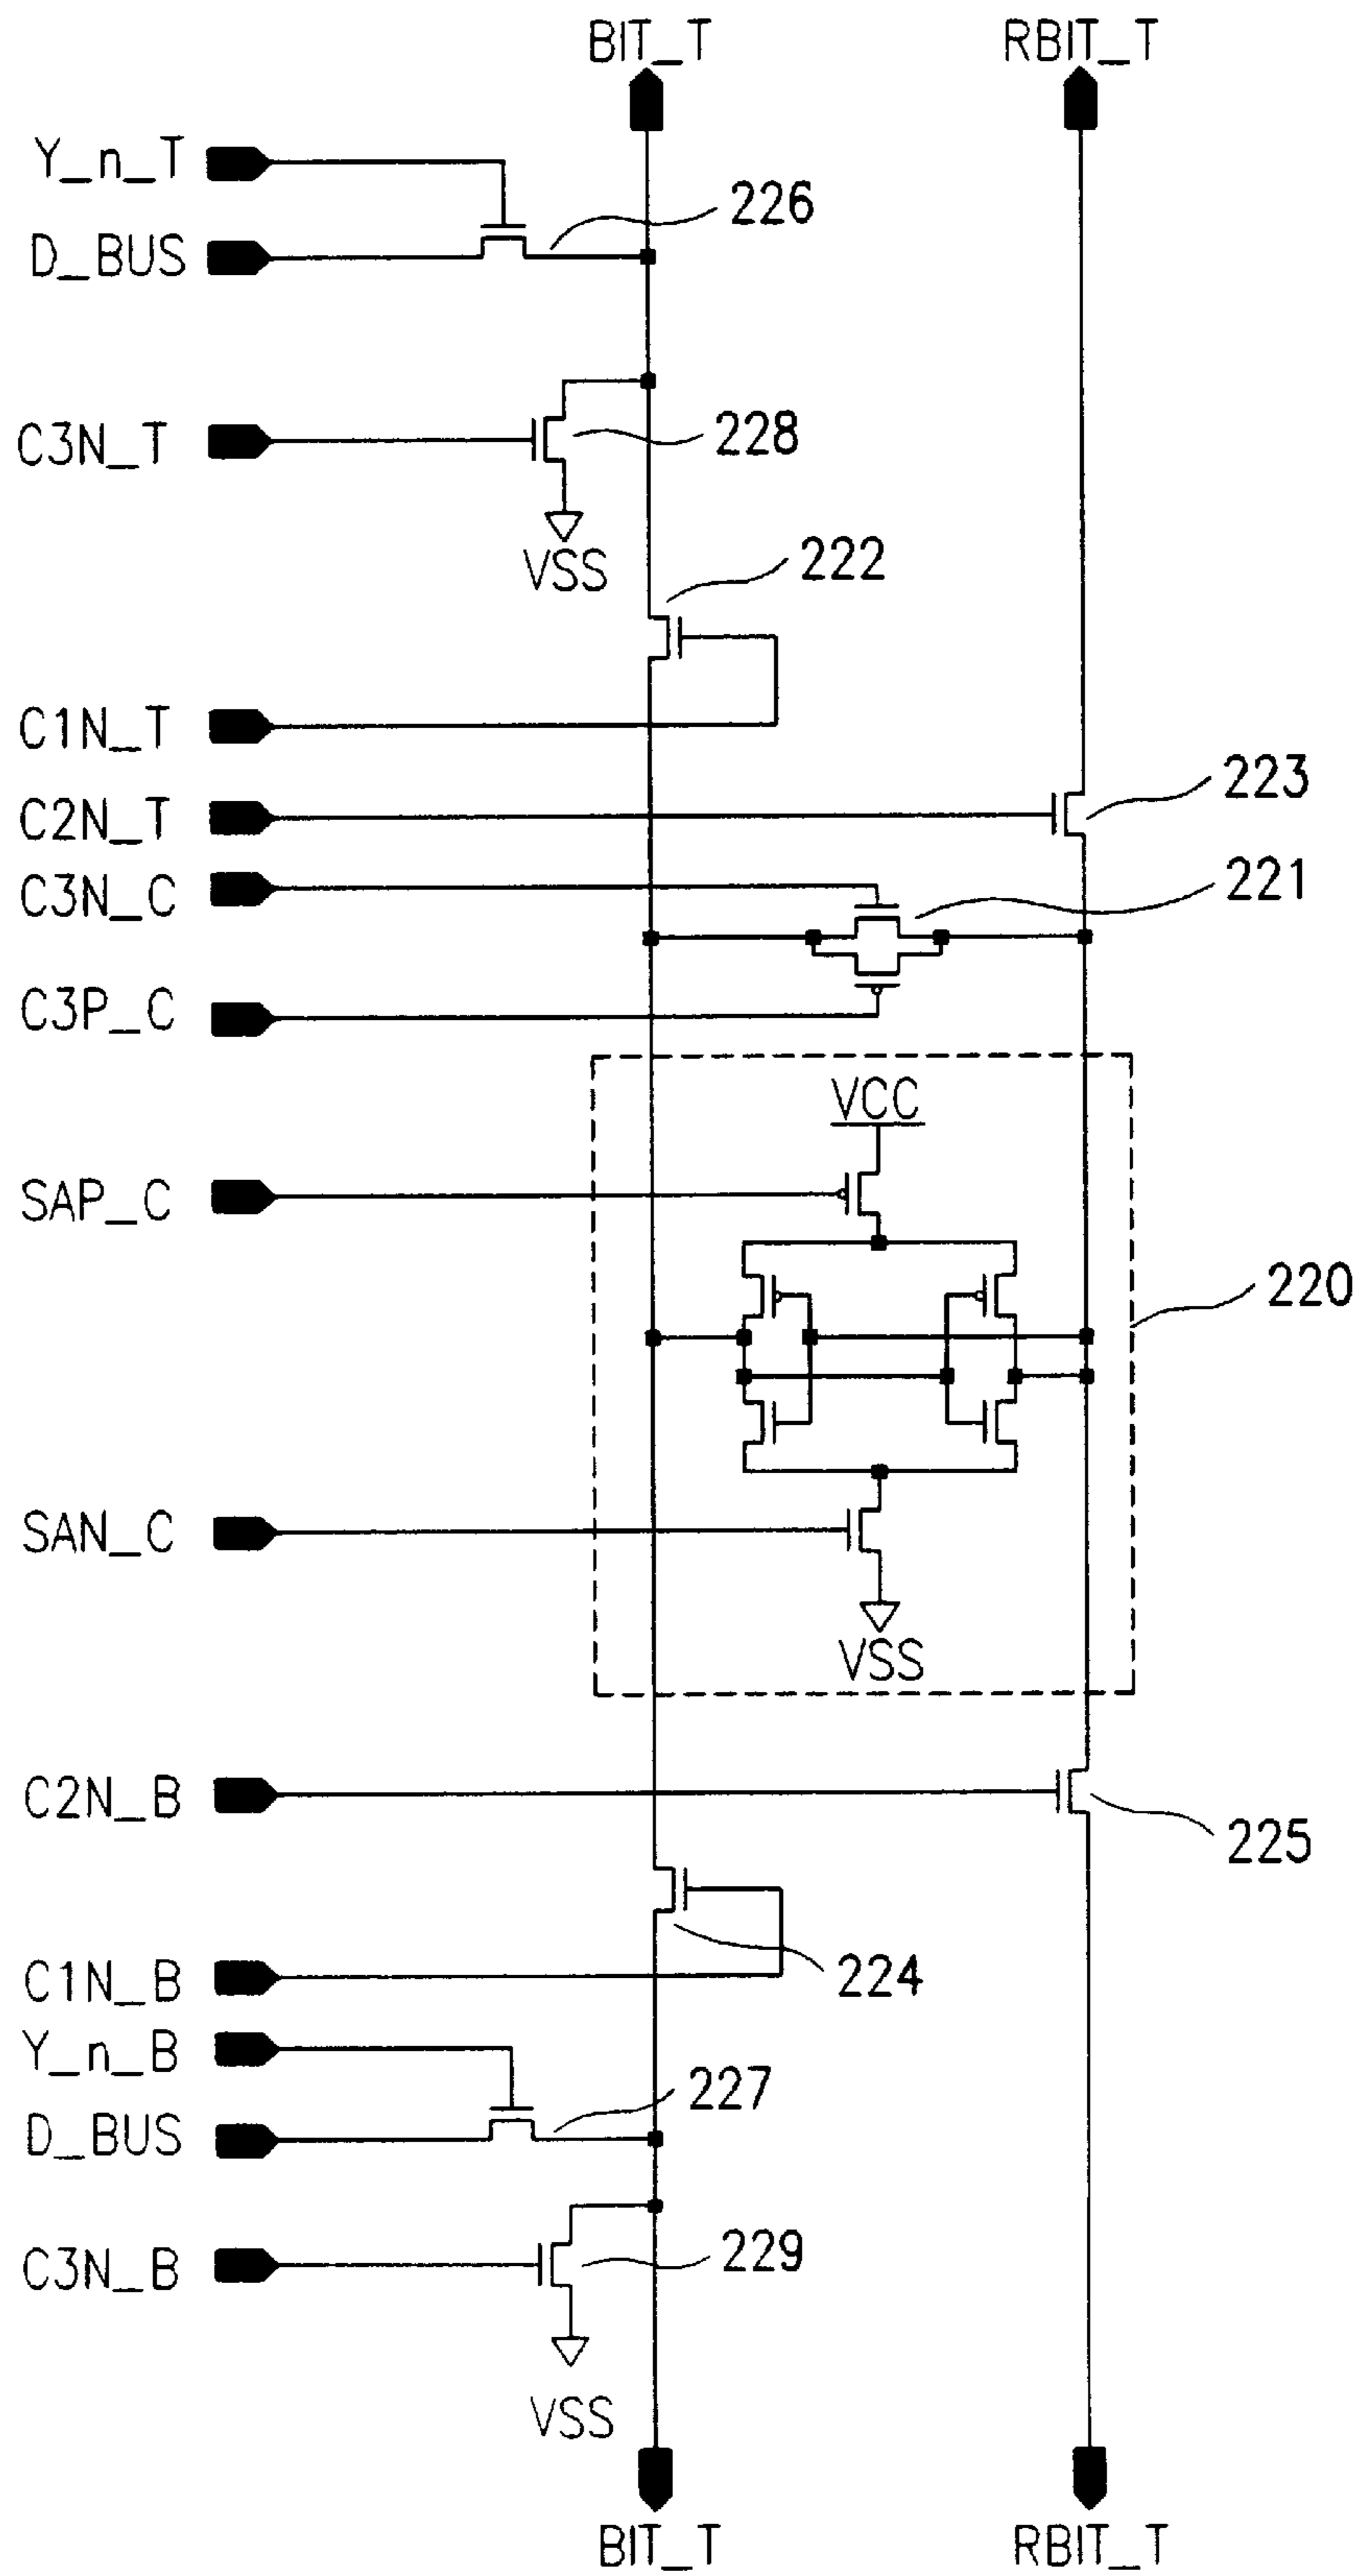 BIT_T RBIT_T
Y_n_T
226
D_BUS
C3N_T
228
VSS
222
C1N_T
223
C2N_T
221
C3N_C
C3P_C
VCC
SAP_C
220
SAN_C
VSS
C2N_B
225
224
C1N_B
Y_n_B
227
D_BUS
229
C3N_B
VSS
BIT_T RBIT_T